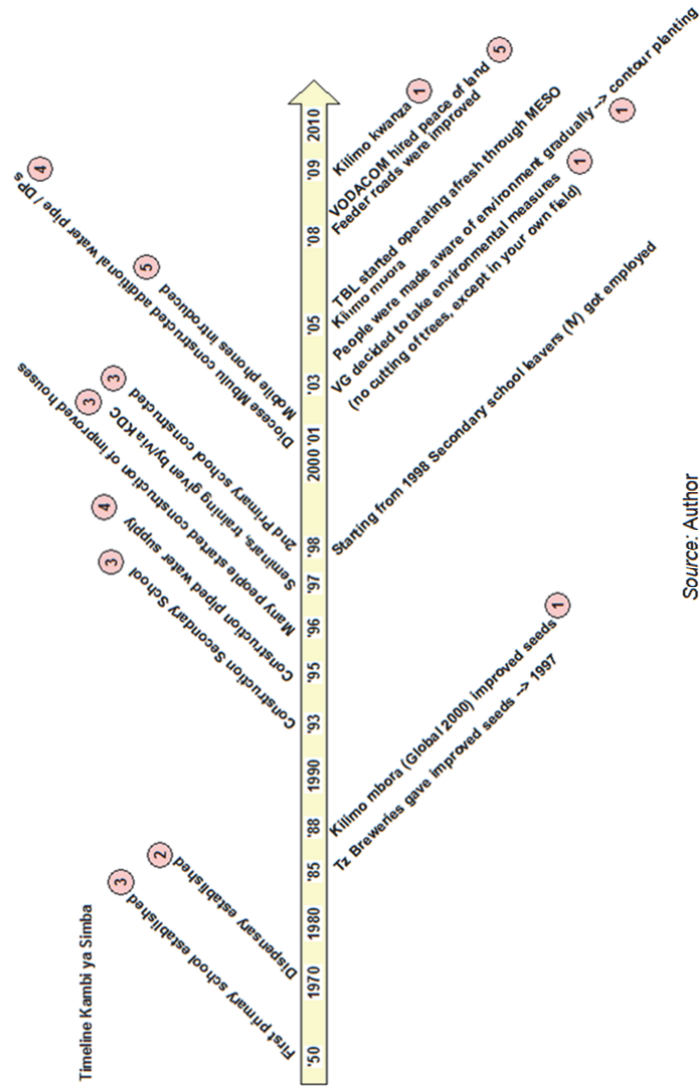 Timeline Kambi ya Simba
First primary school established
3
Dispensary established
2
Construction Secondary School
3
Construction piped water supply
4
Many people started construction of improved houses
Seminars, training given by/via KDC
3
2nd Primary school constructed
3
Diocese Mbulu constructed additional water pipe / DPs
4
Mobile phones introduced
5
'50
1970
1980
'85
'88
1990
'93
'95
'96
'97
'98
2000
'01
'03
'05
'08
'09
2010
Tz Breweries gave improved seeds --> 1997
Kilimo mbora (Global 2000) improved seeds
1
Starting from 1998 Secondary school leavers (IV) got employed
VG decided to take environmental measures
(no cutting of trees, except in your own field)
1
People were made aware of environment gradually --> contour planting
1
Kilimo
TBL started operating afresh through MESO
Feeder roads were improved
VODACOM hired peace of land
5
Kilimo kwanza
1
Source: Author